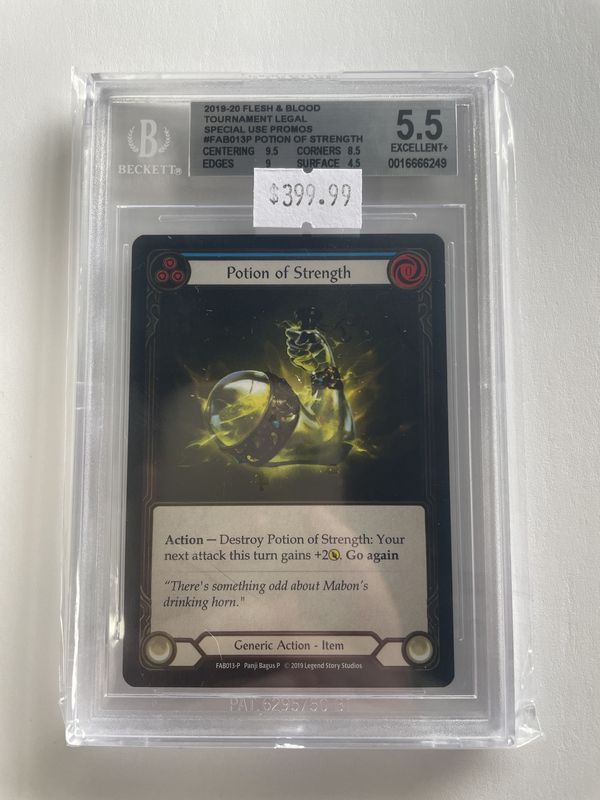 2019-20 FLESH & BLOOD
TOURNAMENT LEGAL
SPECIAL USE PROMOS
#FAB013P POTION OF STRENGTH
CENTERING 9.5 CORNERS 8.5
EDGES 9 SURFACE 4.5
5.5
EXCELLENT+
0016666249
B
BECKETT®
$399.99
Potion of Strength
0
Action — Destroy Potion of Strength: Your
next attack this turn gains +2. Go again
"There's something odd about Mabon's
drinking horn."
Generic Action - Item
FAB013-P Panji Bagus P © 2019 Legend Story Studios